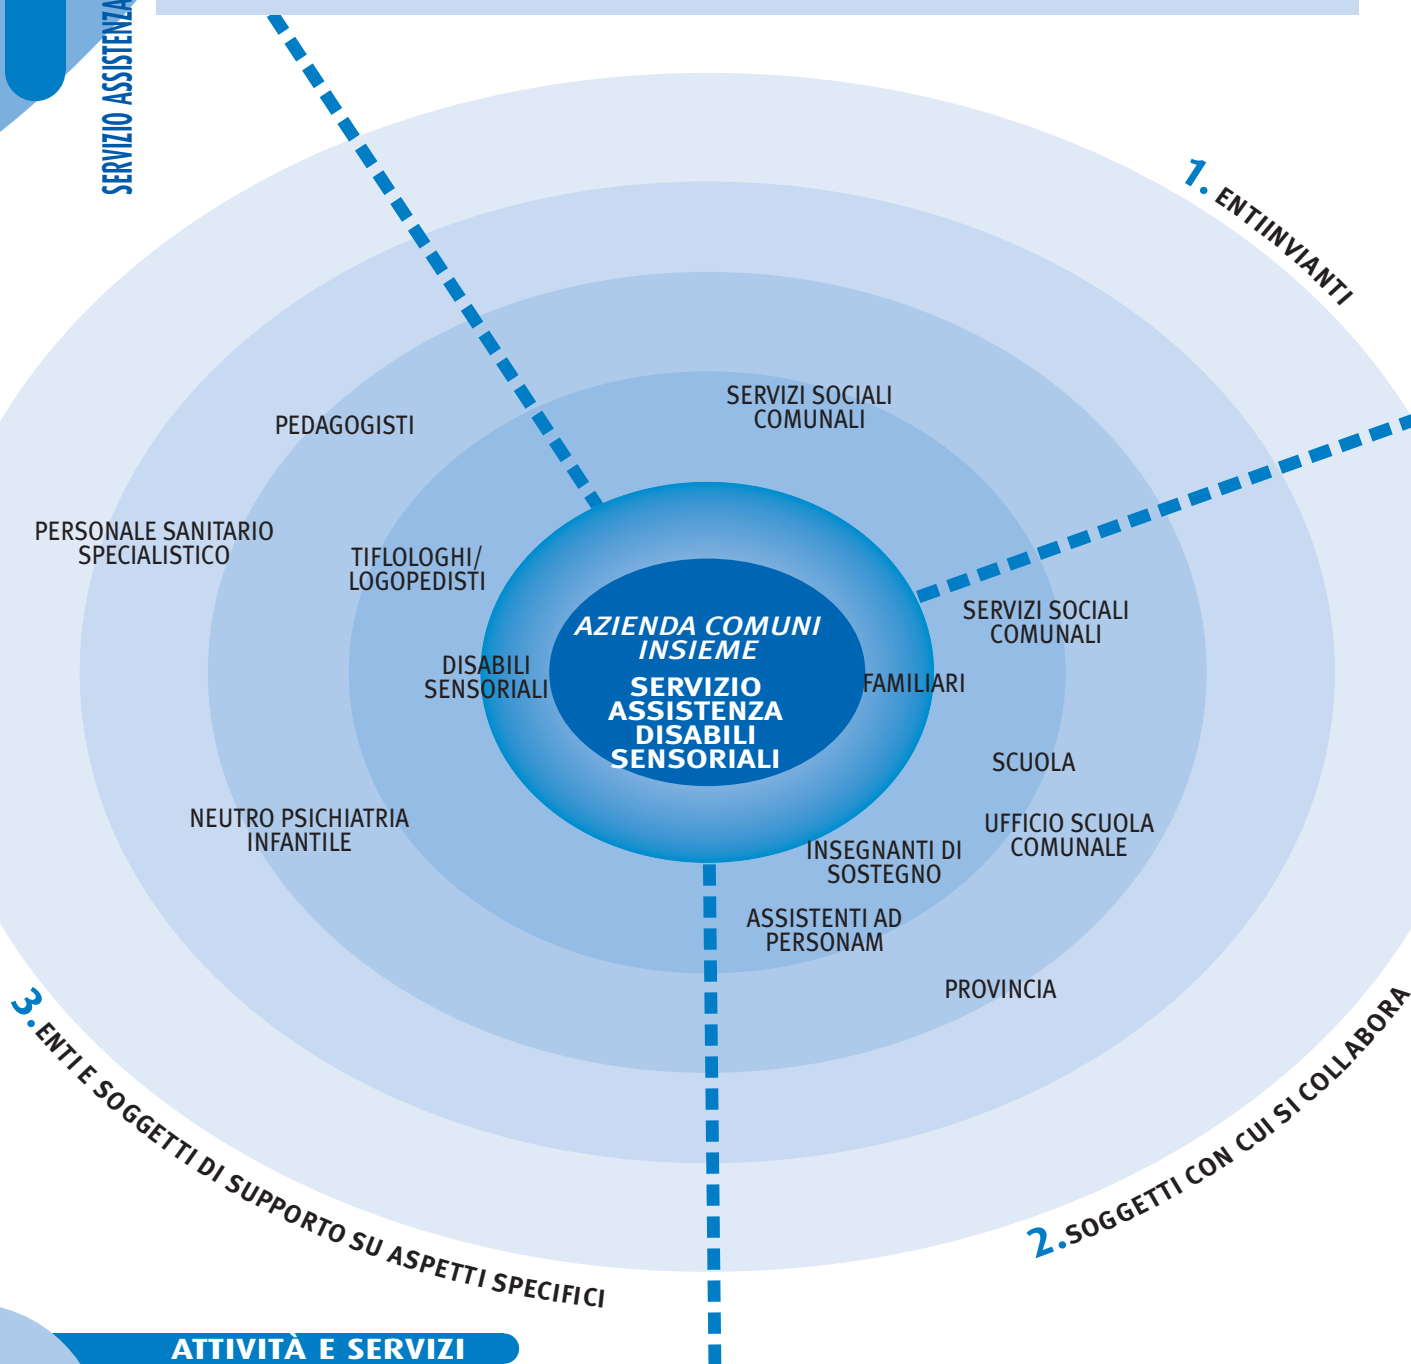 SERVIZIO ASSISTENZA
1. ENTIINVIANTI
SERVIZI SOCIALI
COMUNALI
PEDAGOGISTI
PERSONALE SANITARIO
SPECIALISTICO
TIFLOLOGHI/
LOGOPEDISTI
SERVIZI SOCIALI
COMUNALI
AZIENDA COMUNI
INSIEME
SERVIZIO
ASSISTENZA
DISABILI
SENSORIALI
DISABILI
SENSORIALI
FAMILIARI
SCUOLA
NEUTRO PSICHIATRIA
INFANTILE
UFFICIO SCUOLA
COMUNALE
INSEGNANTI DI
SOSTEGNO
ASSISTENTI AD
PERSONAM
PROVINCIA
3.ENTI E SOGGETTI DI SUPPORTO SU ASPETTI SPECIFICI
2.SOGGETTI CON CUI SI COLLABORA
ATTIVITÀ E SERVIZI